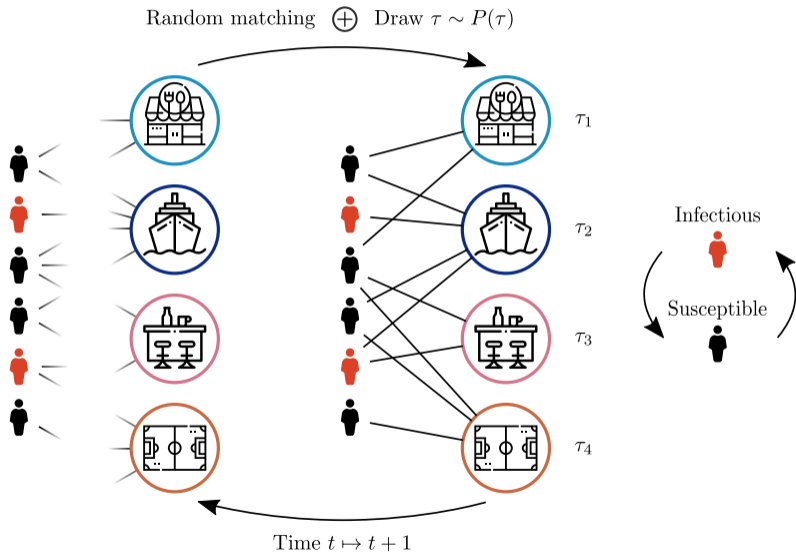 Random matching ⊕ Draw τ ∼ P(τ)
τ₁
τ₂
τ₃
τ₄
Infectious
Susceptible
Time t ↦ t + 1